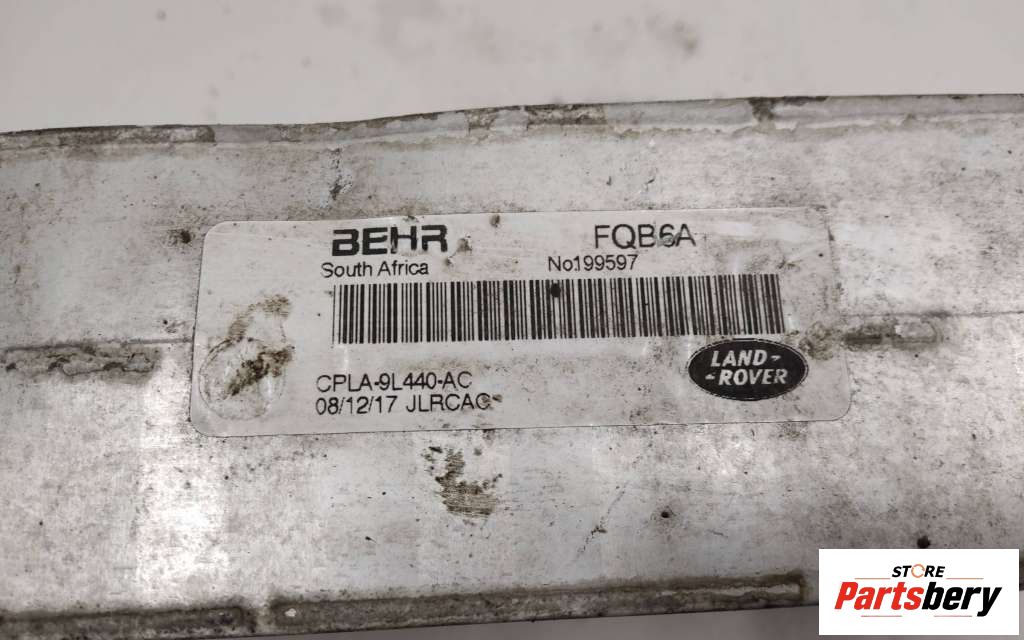 BEHR FQB6A
South Africa No199597
CPLA-9L440-AC
08/12/17 JLRCAC
LAND-
-ROVER
STORE
Partsbery